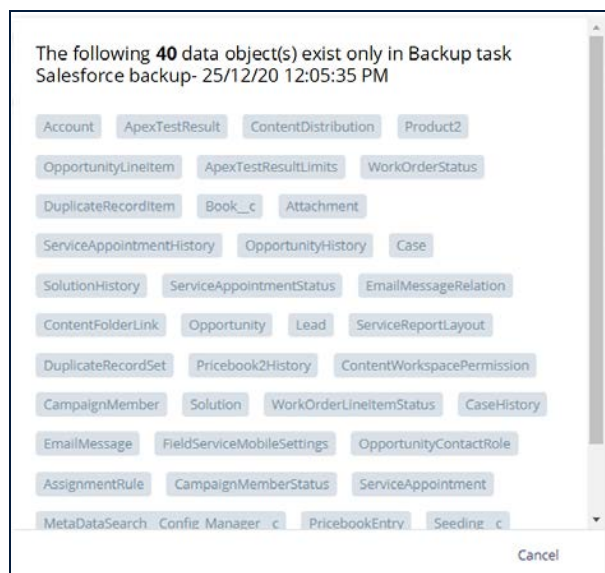 The following 40 data object(s) exist only in Backup task
Salesforce backup- 25/12/20 12:05:35 PM
Account ApexTestResult ContentDistribution Product2
OpportunityLineItem ApexTestResultLimits WorkOrderStatus
DuplicateRecordItem Book__c Attachment
ServiceAppointmentHistory OpportunityHistory Case
SolutionHistory ServiceAppointmentStatus EmailMessageRelation
ContentFolderLink Opportunity Lead ServiceReportLayout
DuplicateRecordSet Pricebook2History ContentWorkspacePermission
CampaignMember Solution WorkOrderLineItemStatus CaseHistory
EmailMessage FieldServiceMobileSettings OpportunityContactRole
AssignmentRule CampaignMemberStatus ServiceAppointment
MetaDataSearch__Config_Manager__c PricebookEntry Seeding__c
Cancel